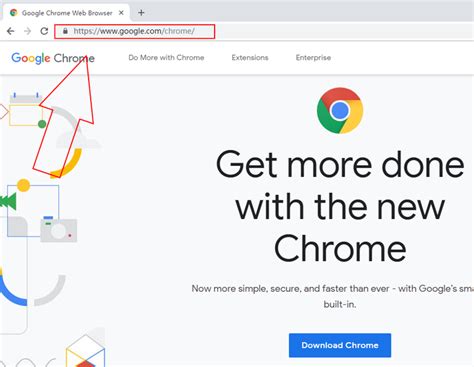 Google Chrome Web Browser
https://www.google.com/chrome/
Google Chrome Do More with Chrome Extensions Enterprise
Get more done
with the new
Chrome
Now more simple, secure, and faster than ever - with Google's sma
built-in.
Download Chrome